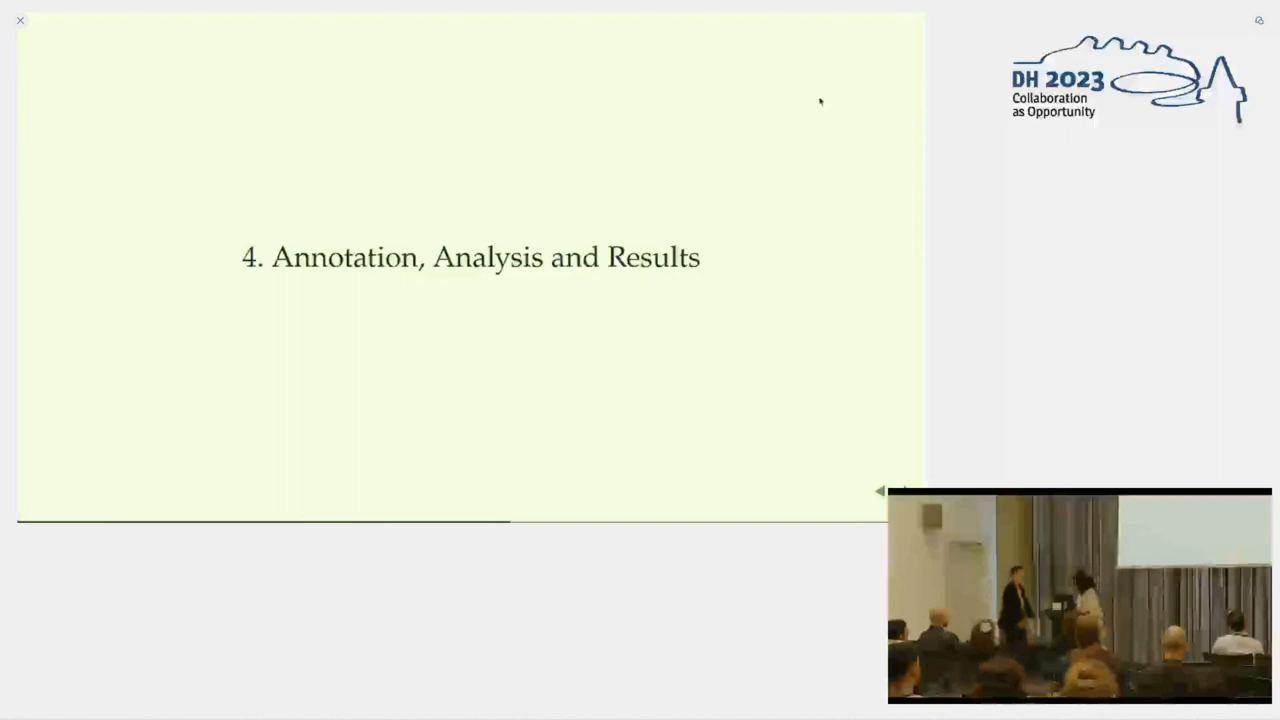 4. Annotation, Analysis and Results
DH 2023
Collaboration
as Opportunity